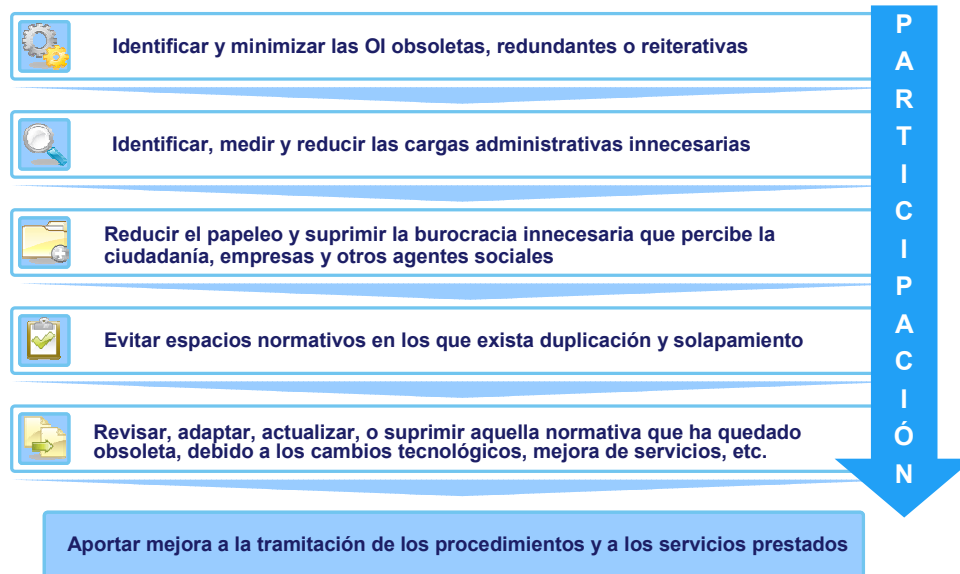 Identificar y minimizar las OI obsoletas, redundantes o reiterativas
Identificar, medir y reducir las cargas administrativas innecesarias
Reducir el papeleo y suprimir la burocracia innecesaria que percibe la
ciudadanía, empresas y otros agentes sociales
Evitar espacios normativos en los que exista duplicación y solapamiento
Revisar, adaptar, actualizar, o suprimir aquella normativa que ha quedado
obsoleta, debido a los cambios tecnológicos, mejora de servicios, etc.
Aportar mejora a la tramitación de los procedimientos y a los servicios prestados
P
A
R
T
I
C
I
P
A
C
I
Ó
N